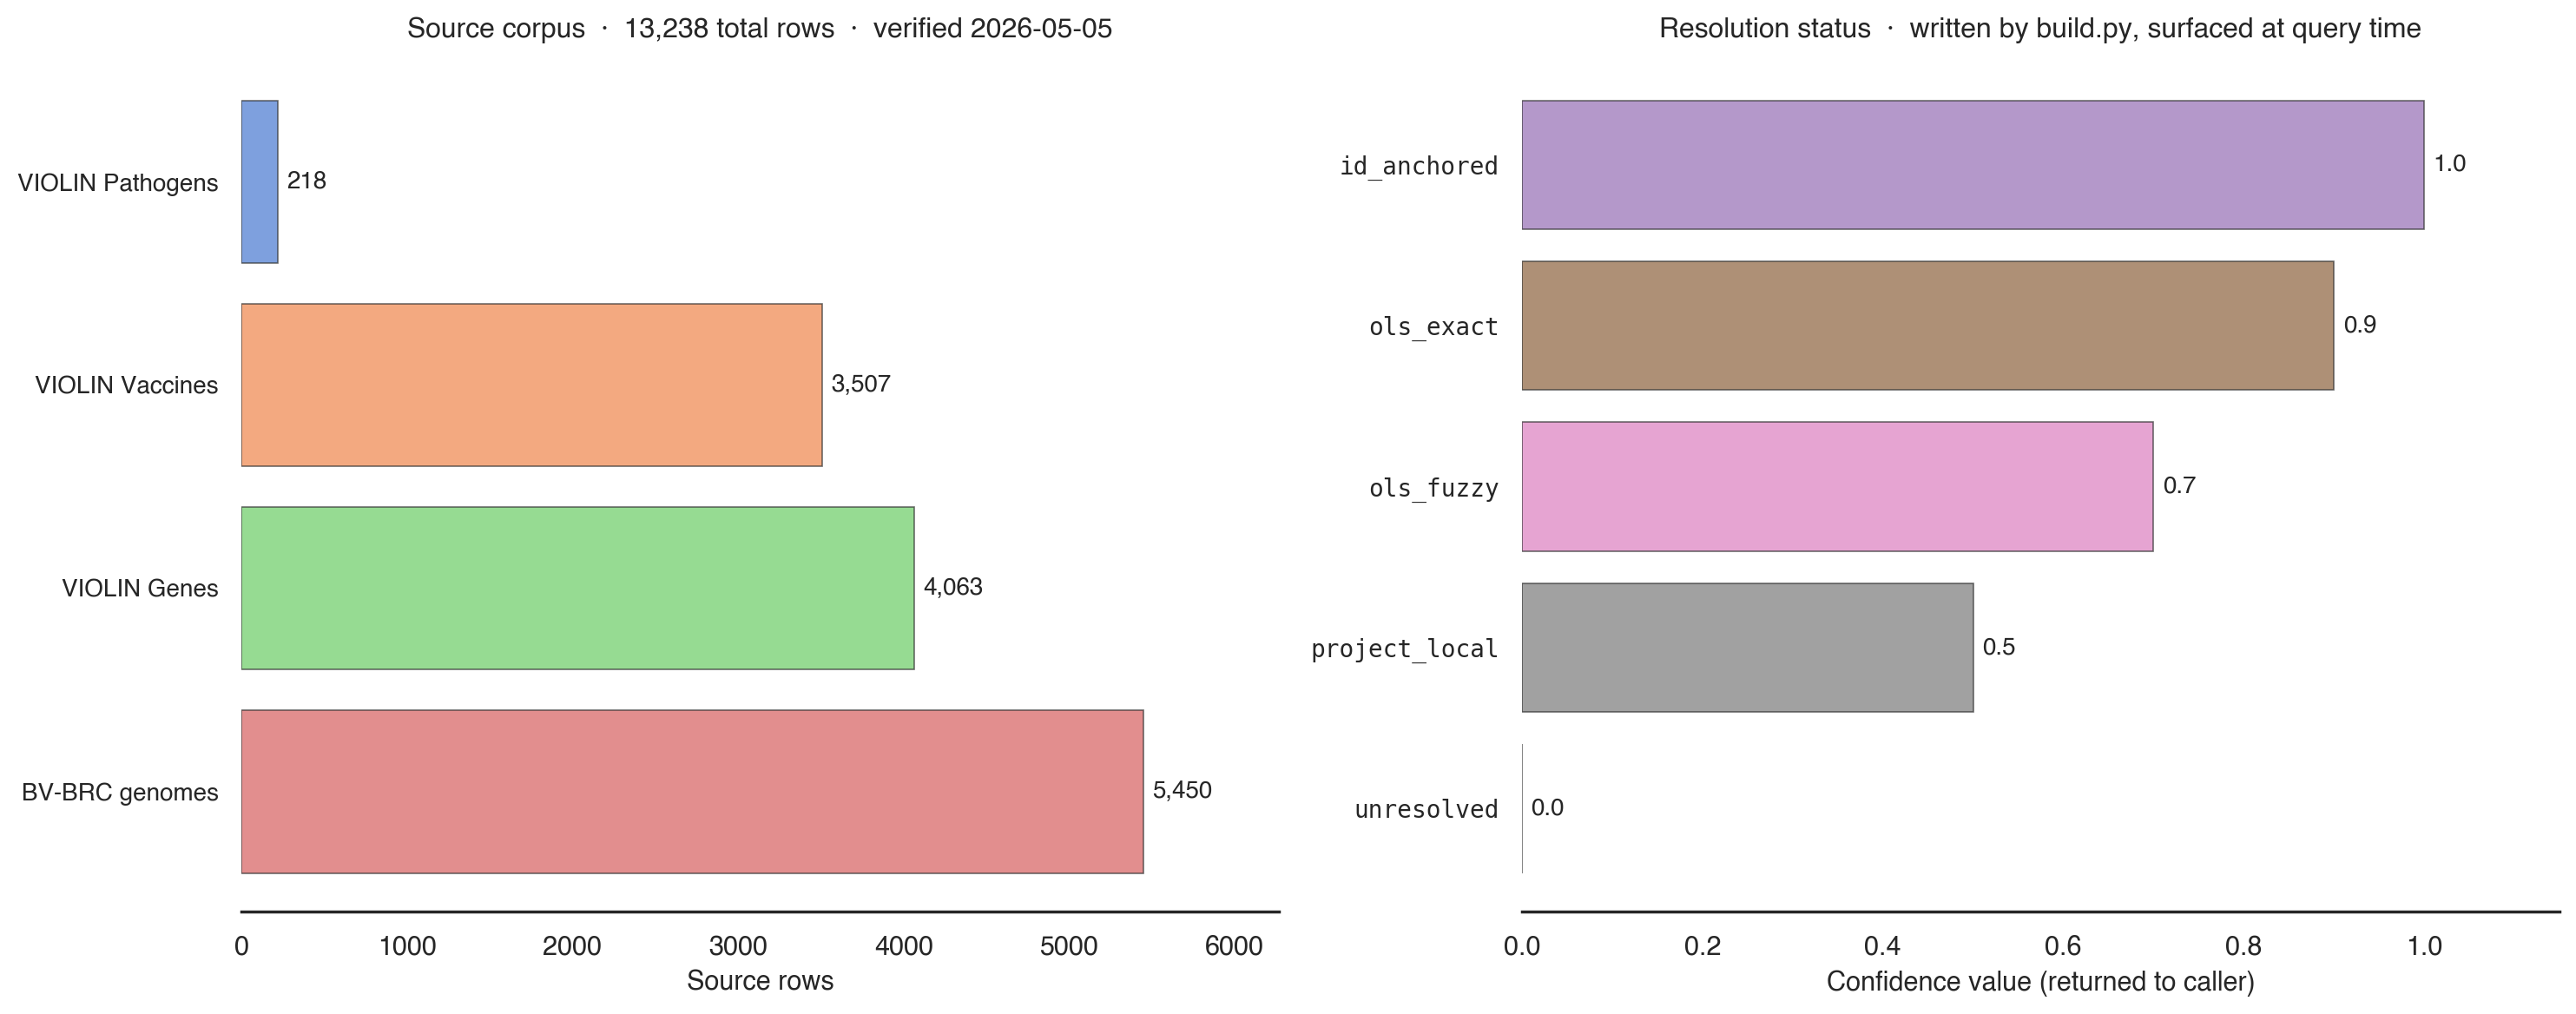 Source corpus · 13,238 total rows · verified 2026-05-05
VIOLIN Pathogens
218
VIOLIN Vaccines
3,507
VIOLIN Genes
4,063
BV-BRC genomes
5,450
0 1000 2000 3000 4000 5000 6000
Source rows
Resolution status · written by build.py, surfaced at query time
id_anchored
1.0
ols_exact
0.9
ols_fuzzy
0.7
project_local
0.5
unresolved
0.0
0.0 0.2 0.4 0.6 0.8 1.0
Confidence value (returned to caller)